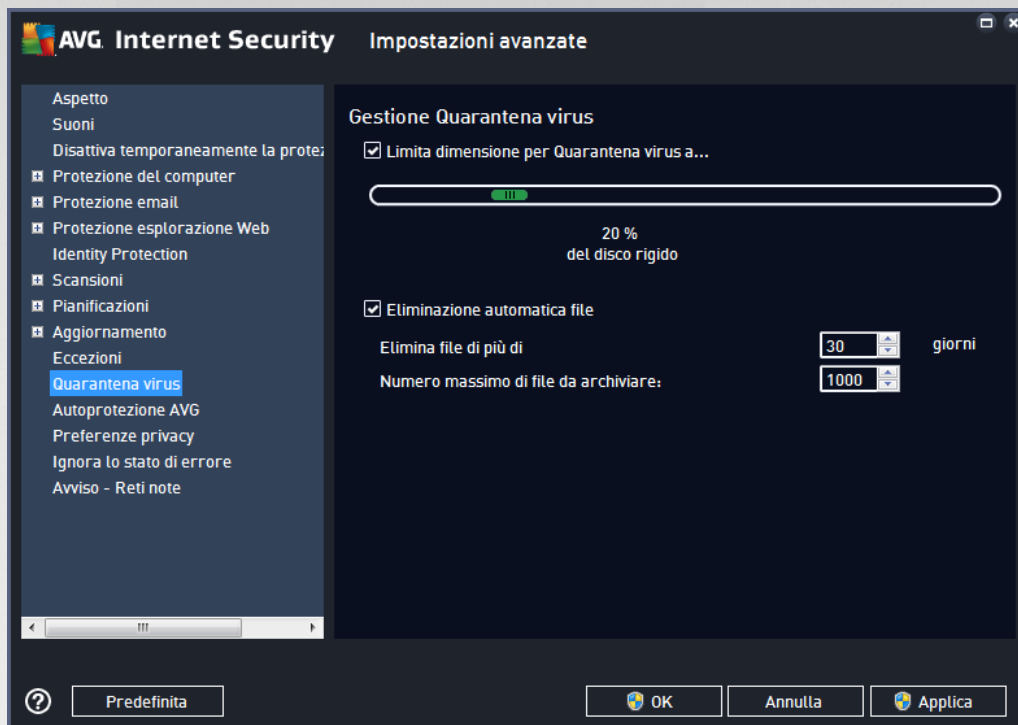 AVG. Internet Security
Impostazioni avanzate
Aspetto
Suoni
Disattiva temporaneamente la
Protezione del computer
Protezione email
Protezione esplorazione Web
Identity Protection
Scansioni
Pianificazioni
Aggiornamento
Eccezioni
Quarantena virus
Autoprotezione AVG
Preferenze privacy
Ignora lo stato di errore
Avviso - Reti note
Gestione Quarantena virus
Limita dimensione per Quarantena virus a...
20 %
del disco rigido
Eliminazione automatica file
Elimina file di più di 30 giorni
Numero massimo di file da archiviare: 1000
? Predefinita OK Annulla Applica